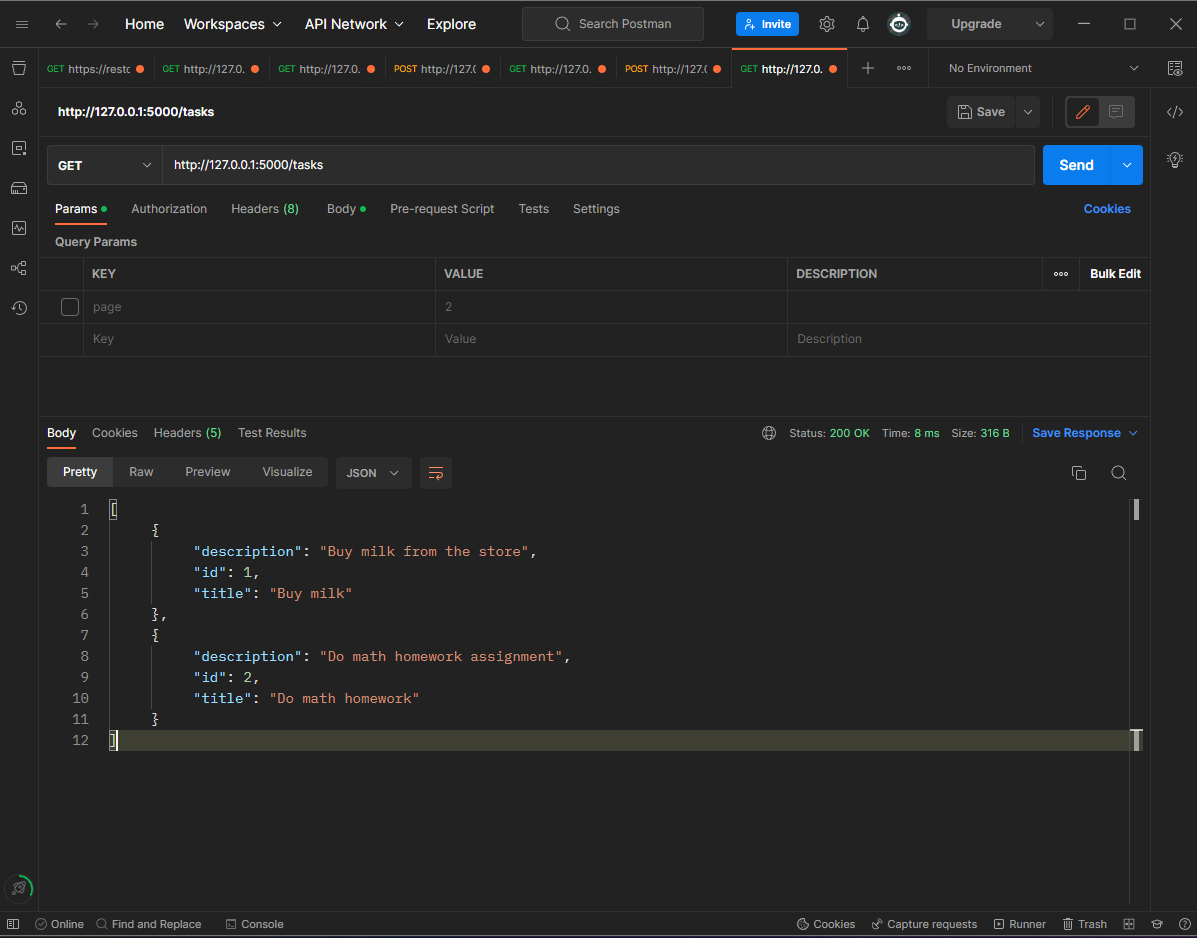 Home Workspaces API Network Explore Search Postman Invite Upgrade
GET https://restc GET http://127.0. GET http://127.0. POST http://127.( GET http://127.0. POST http://127.( GET http://127.0. No Environment
http://127.0.0.1:5000/tasks Save
GET http://127.0.0.1:5000/tasks Send
Params Authorization Headers (8) Body Pre-request Script Tests Settings Cookies
Query Params
KEY VALUE DESCRIPTION Bulk Edit
page 2
Key Value Description
Body Cookies Headers (5) Test Results Status: 200 OK Time: 8 ms Size: 316 B Save Response
Pretty Raw Preview Visualize JSON
1 [
2 {
3 "description": "Buy milk from the store",
4 "id": 1,
5 "title": "Buy milk"
6 },
7 {
8 "description": "Do math homework assignment",
9 "id": 2,
10 "title": "Do math homework"
11 }
12 ]
Online Find and Replace Console Cookies Capture requests Runner Trash